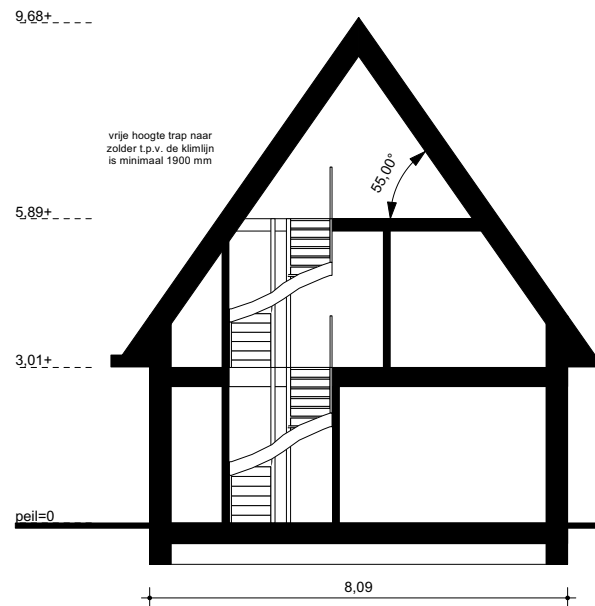 9,68+
vrije hoogte trap naar
zolder t.p.v. de klimlijn
is minimaal 1900 mm
55,00°
5,89+
3,01+
peil=0
8,09